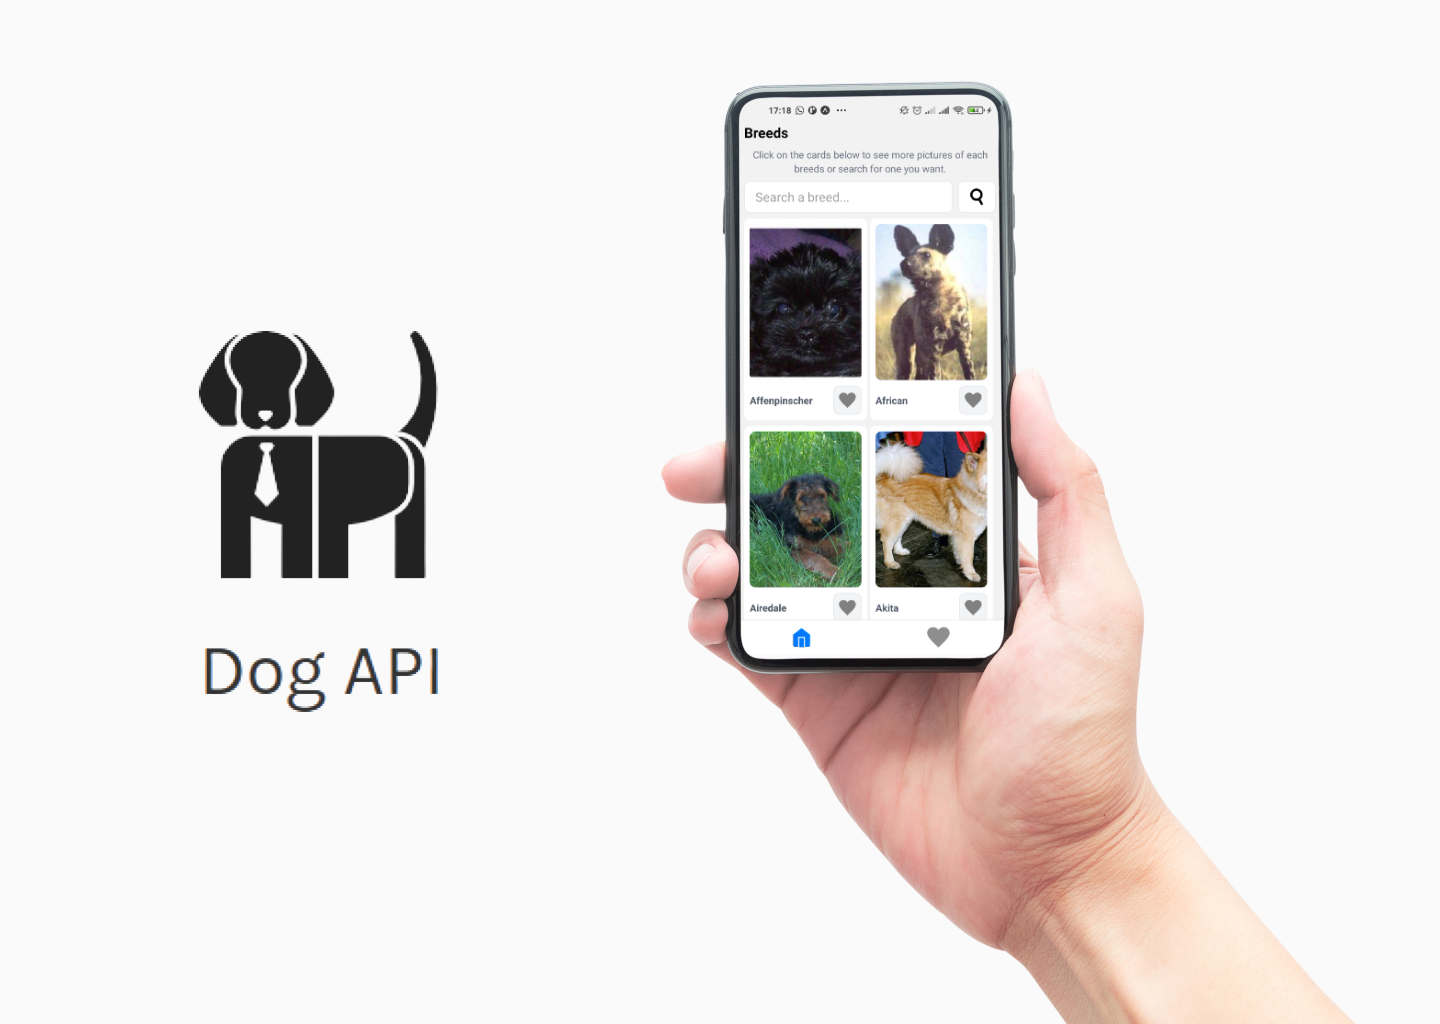 17:18
Breeds
Click on the cards below to see more pictures of each
breeds or search for one you want.
Search a breed...
Affenpinscher
African
Airedale
Akita
API
Dog API